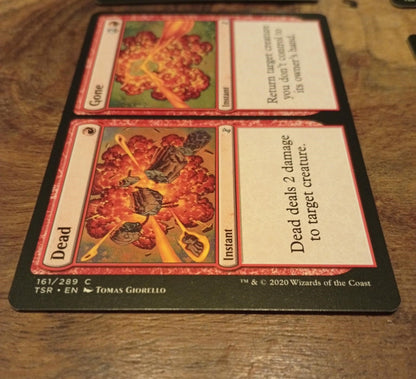 Gone
Instant
Return target creature
you don't control to
its owner's hand.
Dead
Instant
Dead deals 2 damage
to target creature.
161/289 C
TSR • EN TOMAS GIORELLO
™ & © 2020 Wizards of the Coast